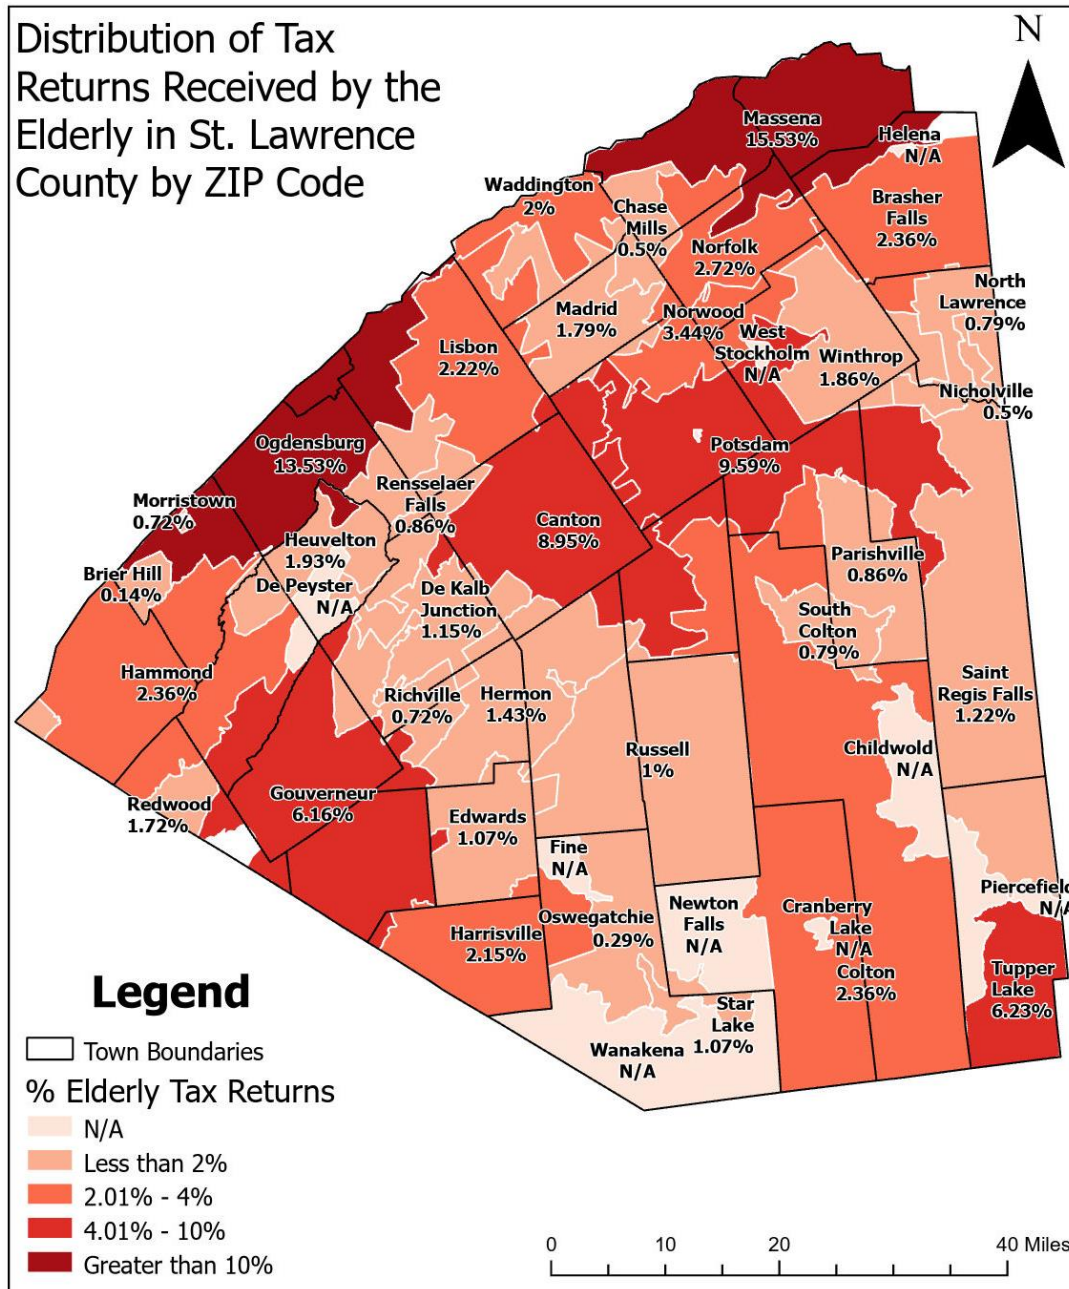 Distribution of Tax
Returns Received by the
Elderly in St. Lawrence
County by ZIP Code
N
Massena
15.53%
Helena
N/A
Waddington
2%
Chase
Mills
0.5%
Brasher
Falls
2.36%
Norfolk
2.72%
North
Lawrence
0.79%
Madrid
1.79%
Norwood
3.44%
West
Stockholm
N/A
Winthrop
1.86%
Lisbon
2.22%
Nicholville
0.5%
Ogdensburg
13.53%
Potsdam
9.59%
Rensselaer
Falls
0.86%
Morristown
0.72%
Canton
8.95%
Heuvelton
1.93%
Parishville
0.86%
Brier Hill
0.14%
De Peyster
N/A
De Kalb
Junction
1.15%
South
Colton
0.79%
Hammond
2.36%
Richville
0.72%
Hermon
1.43%
Saint
Regis Falls
1.22%
Russell
1%
Childwold
N/A
Redwood
1.72%
Gouverneur
6.16%
Edwards
1.07%
Fine
N/A
Piercefield
N/A
Newton
Falls
N/A
Cranberry
Lake
N/A
Oswegatchie
0.29%
Harrisville
2.15%
Colton
2.36%
Tupper
Lake
6.23%
Star
Lake
1.07%
Wanakena
N/A
Legend
Town Boundaries
% Elderly Tax Returns
N/A
Less than 2%
2.01% - 4%
4.01% - 10%
Greater than 10%
0 10 20 40 Miles